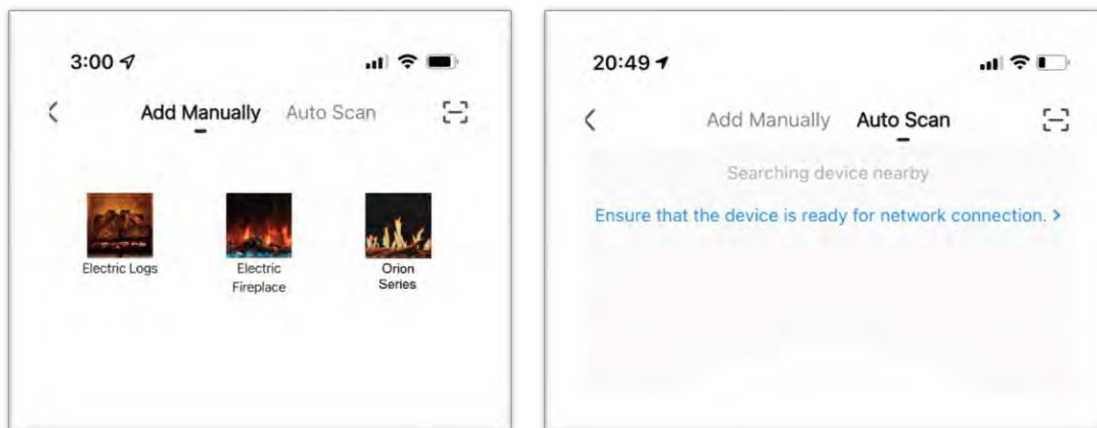 3:00
Add Manually Auto Scan
Electric Logs
Electric
Fireplace
Orion
Series
20:49
Add Manually Auto Scan
Searching device nearby
Ensure that the device is ready for network connection. >